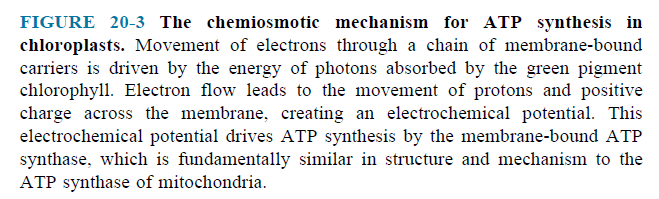 FIGURE 20-3 The chemiosmotic mechanism for ATP synthesis in
chloroplasts. Movement of electrons through a chain of membrane-bound
carriers is driven by the energy of photons absorbed by the green pigment
chlorophyll. Electron flow leads to the movement of protons and positive
charge across the membrane, creating an electrochemical potential. This
electrochemical potential drives ATP synthesis by the membrane-bound ATP
synthase, which is fundamentally similar in structure and mechanism to the
ATP synthase of mitochondria.